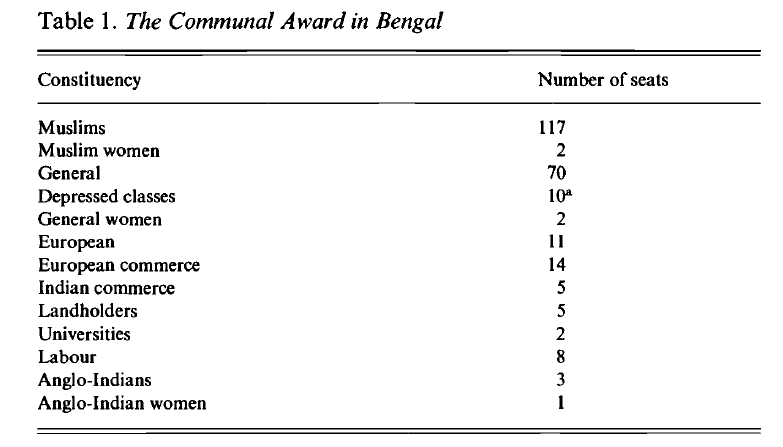 Table 1. The Communal Award in Bengal
Constituency Number of seats
Muslims 117
Muslim women 2
General 70
Depressed classes 10ᵃ
General women 2
European 11
European commerce 14
Indian commerce 5
Landholders 5
Universities 2
Labour 8
Anglo-Indians 3
Anglo-Indian women 1